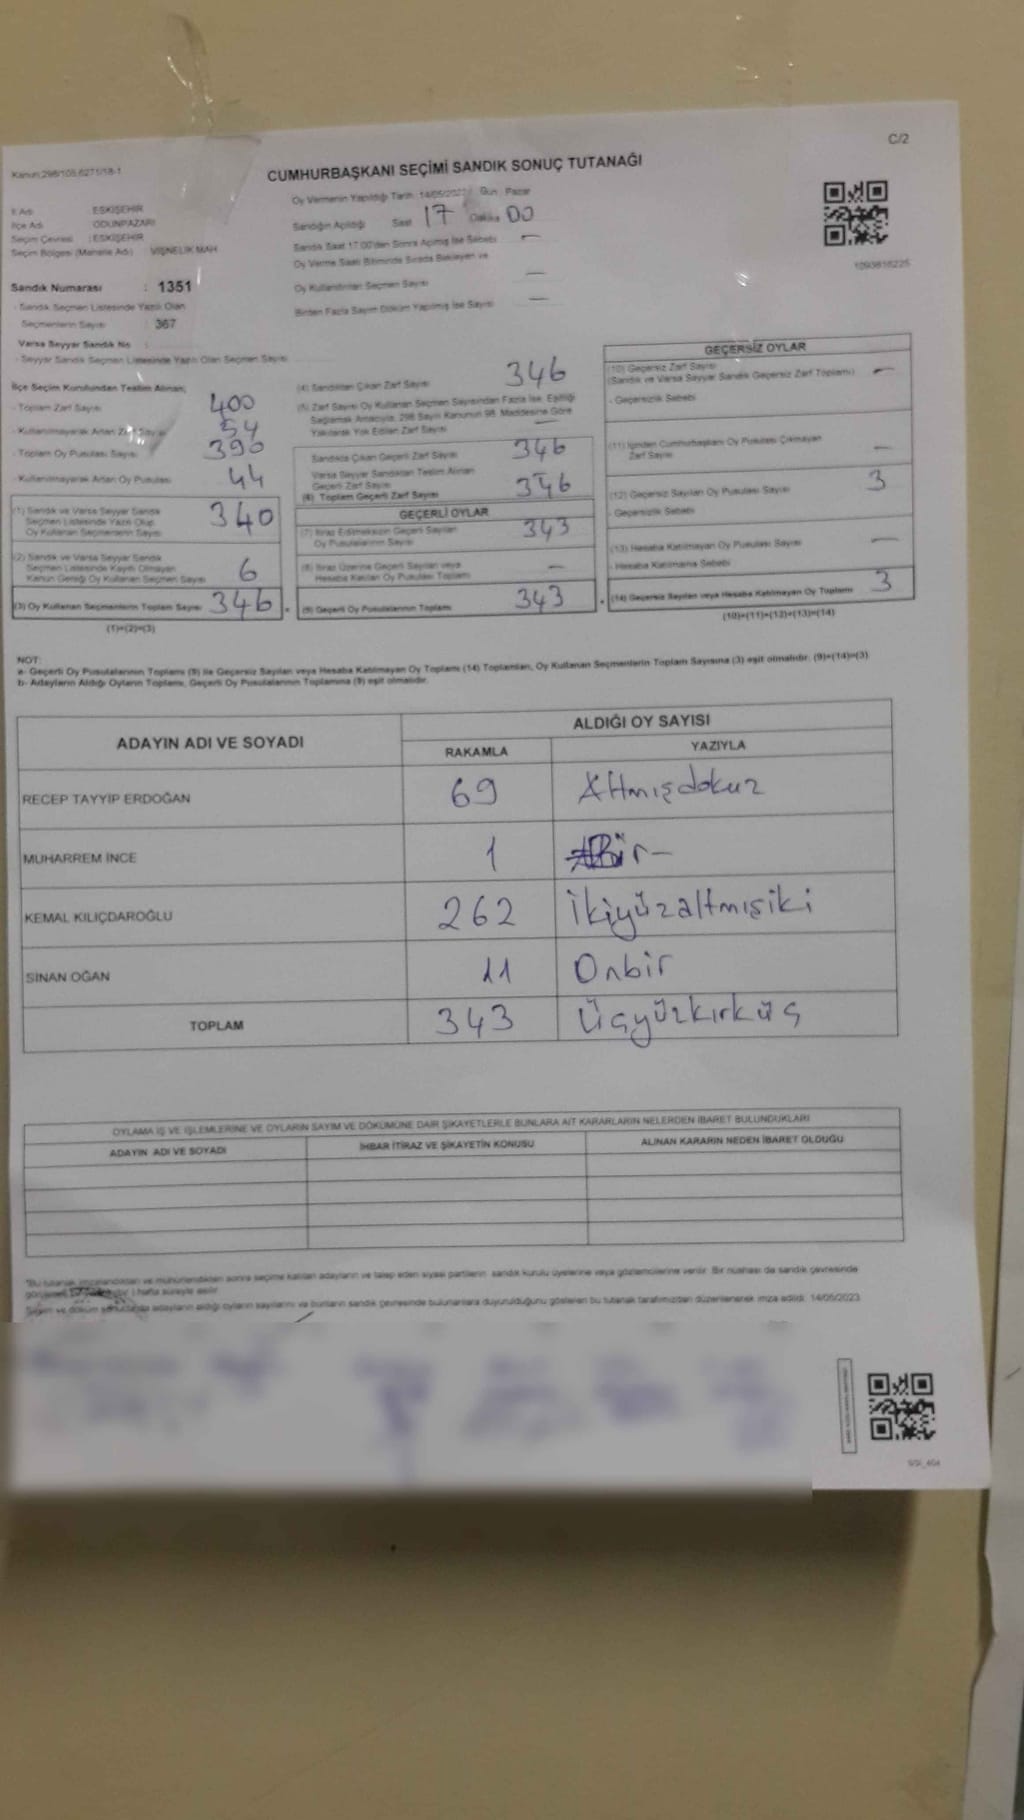 C/2
Kanun:298/105,6271/18-1
CUMHURBAŞKANI SEÇİMİ SANDIK SONUÇ TUTANAĞI
İl Adı : ESKİŞEHİR
İlçe Adı : ODUNPAZARI
Seçim Çevresi : ESKİŞEHİR
Seçim Bölgesi (Mahalle Adı) : VİŞNELİK MAH
Sandık Numarası : 1351
- Sandık Seçmen Listesinde Yazılı Olan
Seçmenlerin Sayısı : 367
Varsa Seyyar Sandık No :
- Seyyar Sandık Seçmen Listesinde Yazılı Olan Seçmen Sayısı :
Oy Vermenin Yapıldığı Tarih: 14/05/2023 Gün : Pazar
Sandığın Açıldığı Saat 17 Dakika 00
Sandık Saat 17:00'den Sonra Açılmış İse Sebebi —
Oy Verme Saati Bitiminde Sırada Bekleyen ve
Oy Kullandırılan Seçmen Sayısı —
Birden Fazla Sayım Döküm Yapılmış İse Sayısı —
1093816225
İlçe Seçim Kurulundan Teslim Alınan;
- Toplam Zarf Sayısı 400
- Kullanılmayarak Artan Zarf Sayısı 54
- Toplam Oy Pusulası Sayısı 390
- Kullanılmayarak Artan Oy Pusulası 44
(1) Sandık ve Varsa Seyyar Sandık
Seçmen Listesinde Yazılı Olup
Oy Kullanan Seçmenlerin Sayısı 340
(2) Sandık ve Varsa Seyyar Sandık
Seçmen Listesinde Kayıtlı Olmayan
Kanun Gereği Oy Kullanan Seçmen Sayısı 6
(3) Oy Kullanan Seçmenlerin Toplam Sayısı 346
(1)+(2)=(3)
(4) Sandıktan Çıkan Zarf Sayısı 346
(5) Zarf Sayısı Oy Kullanan Seçmen Sayısından Fazla İse, Eşitliği
Sağlamak Amacıyla, 298 Sayılı Kanunun 98. Maddesine Göre
Yakılarak Yok Edilen Zarf Sayısı —
Sandıkta Çıkan Geçerli Zarf Sayısı 346
Varsa Seyyar Sandıktan Teslim Alınan
Geçerli Zarf Sayısı
(6) Toplam Geçerli Zarf Sayısı 346
GEÇERLİ OYLAR
(7) İtiraz Edilmeksizin Geçerli Sayılan
Oy Pusulalarının Sayısı 343
(8) İtiraz Üzerine Geçerli Sayılan veya
Hesaba Katılan Oy Pusulası Toplamı —
(9) Geçerli Oy Pusulalarının Toplamı 343
GEÇERSİZ OYLAR
(10) Geçersiz Zarf Sayısı
(Sandık ve Varsa Seyyar Sandık Geçersiz Zarf Toplamı) —
- Geçersizlik Sebebi
(11) İçinden Cumhurbaşkanı Oy Pusulası Çıkmayan
Zarf Sayısı —
(12) Geçersiz Sayılan Oy Pusulası Sayısı 3
- Geçersizlik Sebebi
(13) Hesaba Katılmayan Oy Pusulası Sayısı —
- Hesaba Katılmama Sebebi
(14) Geçersiz Sayılan veya Hesaba Katılmayan Oy Toplamı 3
(10)+(11)+(12)+(13)=(14)
NOT:
a- Geçerli Oy Pusulalarının Toplamı (9) ile Geçersiz Sayılan veya Hesaba Katılmayan Oy Toplamı (14) Toplamları, Oy Kullanan Seçmenlerin Toplam Sayısına (3) eşit olmalıdır. (9)+(14)=(3)
b- Adayların Aldığı Oyların Toplamı, Geçerli Oy Pusulalarının Toplamına (9) eşit olmalıdır.
ADAYIN ADI VE SOYADI
ALDIĞI OY SAYISI
RAKAMLA YAZIYLA
RECEP TAYYİP ERDOĞAN 69 Altmışdokuz
MUHARREM İNCE 1 Bir –
KEMAL KILIÇDAROĞLU 262 İkiyüzaltmışiki
SİNAN OĞAN 11 Onbir
TOPLAM 343 Üçyüzkırküç
OYLAMA İŞ VE İŞLEMLERİNE VE OYLARIN SAYIM VE DÖKÜMÜNE DAİR ŞİKAYETLERLE BUNLARA AİT KARARLARIN NELERDEN İBARET BULUNDUKLARI
ADAYIN ADI VE SOYADI İHBAR İTİRAZ VE ŞİKAYETİN KONUSU ALINAN KARARIN NEDEN İBARET OLDUĞU
*Bu tutanak imzalandıktan ve mühürlendikten sonra seçime katılan adayların ve talep eden siyasi partilerin sandık kurulu üyelerine veya gözlemcilerine verilir. Bir nüshası da sandık çevresinde
1 hafta süreyle asılır.
Sayım ve döküm sonucunda adayların aldığı oyların sayılarını ve bunların sandık çevresinde bulunanlara duyurulduğunu gösteren bu tutanak tarafımızdan düzenlenerek imza edildi. 14/05/2023